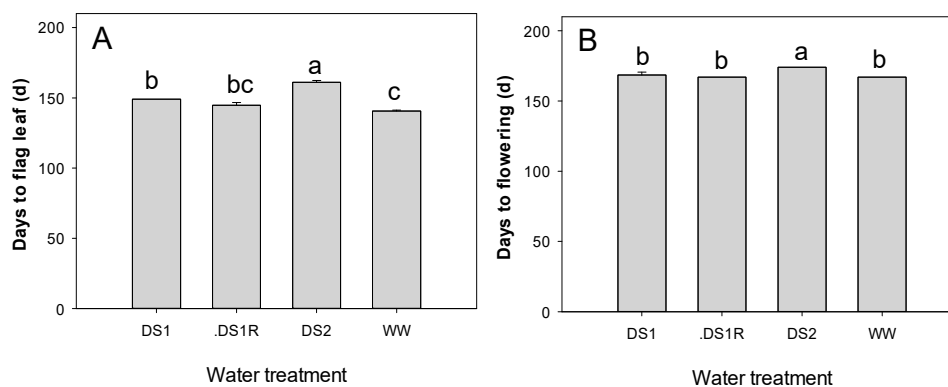 A
Days to flag leaf (d)
200
150
100
50
0
b
bc
a
c
DS1
.DS1R
DS2
WW
Water treatment
B
Days to flowering (d)
200
150
100
50
0
b
b
a
b
DS1
.DS1R
DS2
WW
Water treatment